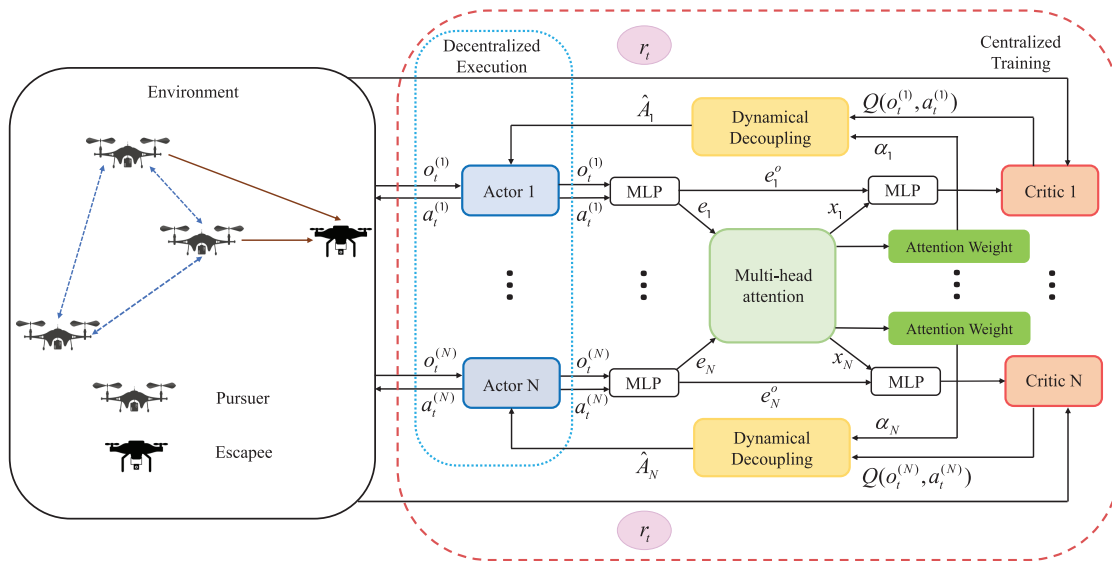 Environment
Pursuer
Escapee
r_t
Decentralized
Execution
Centralized
Training
Â_1
Dynamical
Decoupling
Q(o_t^{(1)}, a_t^{(1)})
α_1
o_t^{(1)}
a_t^{(1)}
Actor 1
o_t^{(1)}
a_t^{(1)}
MLP
e_1^o
e_1
x_1
MLP
Critic 1
Multi-head
attention
Attention Weight
Attention Weight
o_t^{(N)}
a_t^{(N)}
Actor N
o_t^{(N)}
a_t^{(N)}
MLP
e_N
e_N^o
x_N
MLP
Critic N
Â_N
Dynamical
Decoupling
α_N
Q(o_t^{(N)}, a_t^{(N)})
r_t